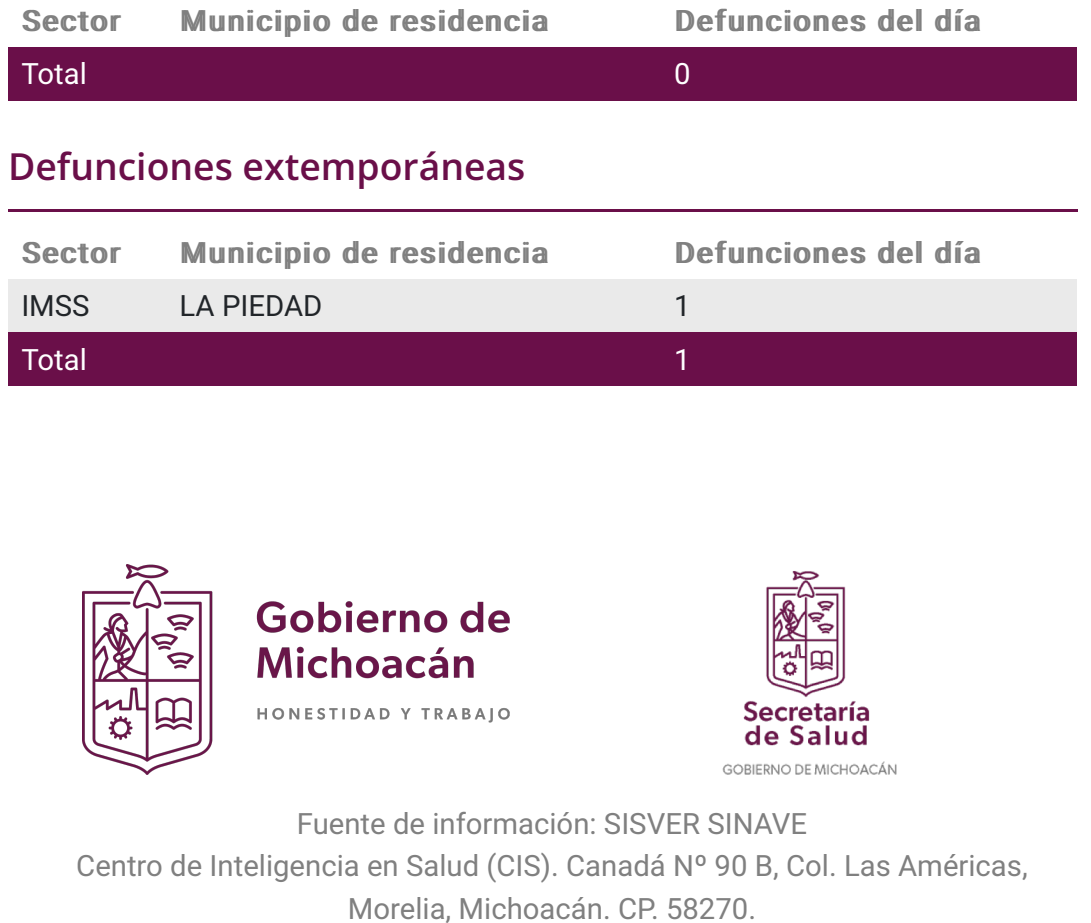 Sector Municipio de residencia Defunciones del día
Total 0
Defunciones extemporáneas
Sector Municipio de residencia Defunciones del día
IMSS LA PIEDAD 1
Total 1
Gobierno de
Michoacán
HONESTIDAD Y TRABAJO
Secretaría
de Salud
GOBIERNO DE MICHOACÁN
Fuente de información: SISVER SINAVE
Centro de Inteligencia en Salud (CIS). Canadá Nº 90 B, Col. Las Américas,
Morelia, Michoacán. CP. 58270.